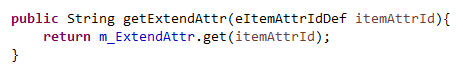 public String getExtendAttr(eItemAttrIdDef itemAttrId){
    return m_ExtendAttr.get(itemAttrId);
}